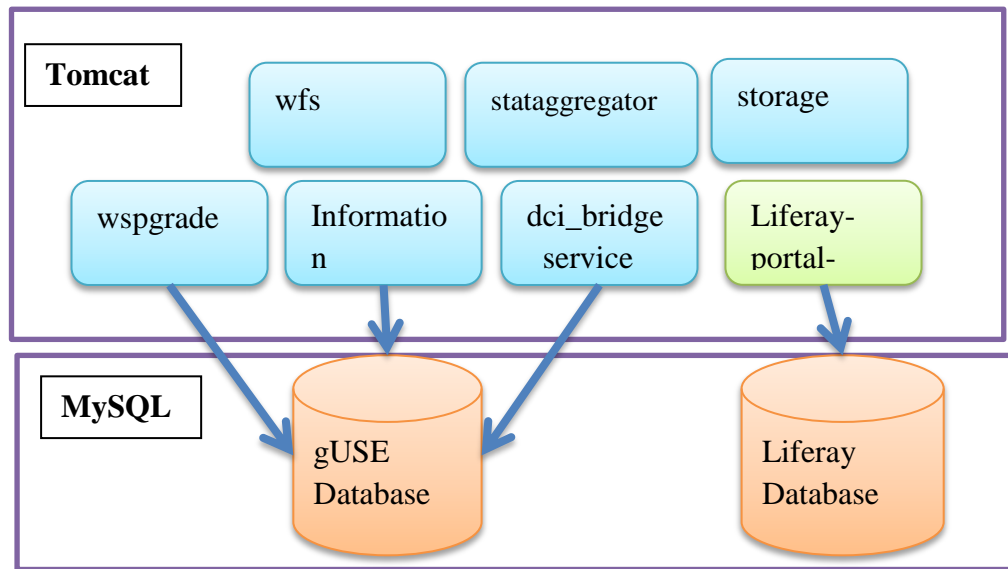 Tomcat
wfs
stataggregator
storage
wspgrade
Informatio
n
dci_bridge
service
Liferay-
portal-
MySQL
gUSE
Database
Liferay
Database